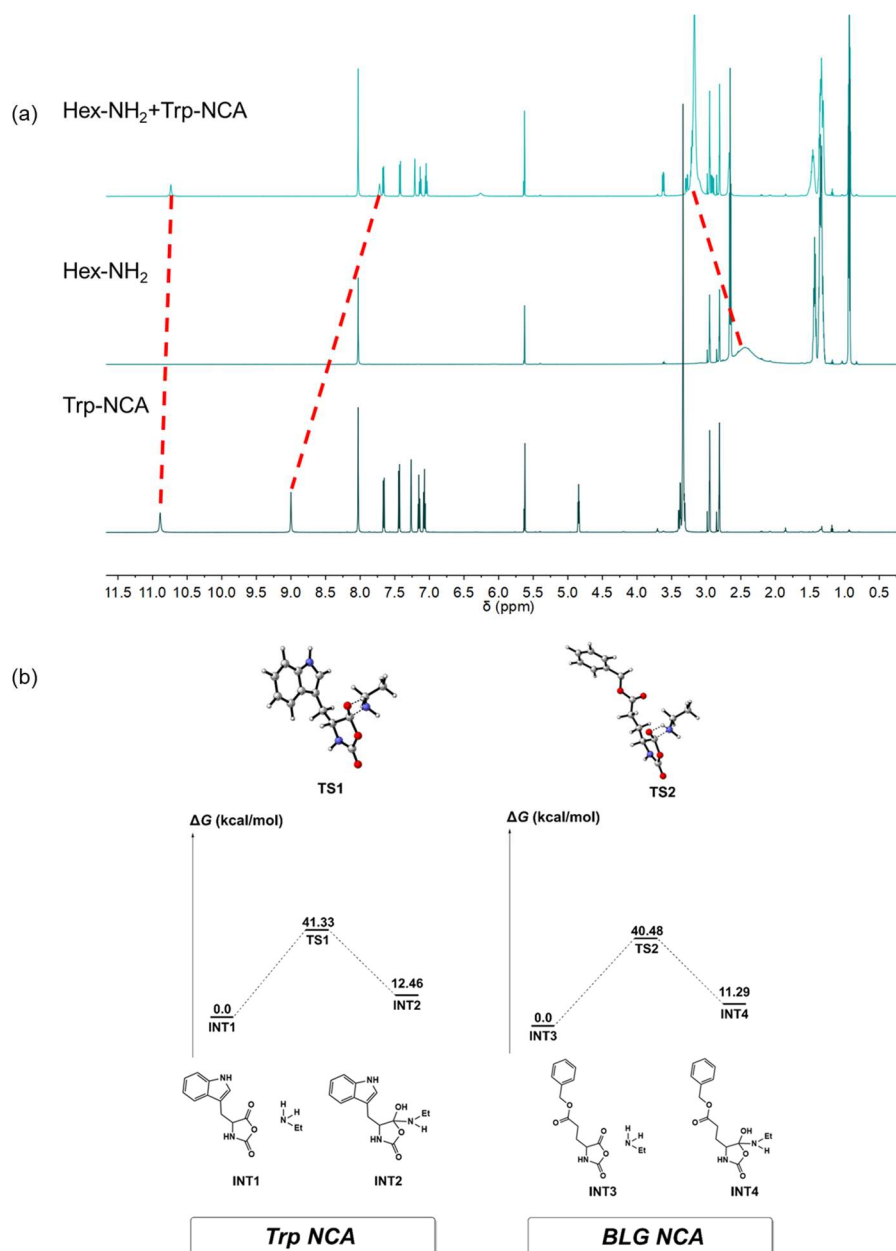 (a)
Hex-NH₂+Trp-NCA
Hex-NH₂
Trp-NCA
11.5 11.0 10.5 10.0 9.5 9.0 8.5 8.0 7.5 7.0 6.5 6.0 5.5 5.0 4.5 4.0 3.5 3.0 2.5 2.0 1.5 1.0 0.5
δ (ppm)
(b)
TS1
TS2
ΔG (kcal/mol)
41.33
TS1
12.46
INT2
0.0
INT1
ΔG (kcal/mol)
40.48
TS2
11.29
INT4
0.0
INT3
NH
O
O
HN
O
H
N
H
Et
INT1
NH
OH
Et
N
H
O
HN
O
INT2
O
O
O
O
HN
O
H
N
H
Et
INT3
O
O
OH
Et
N
H
O
HN
O
INT4
Trp NCA
BLG NCA